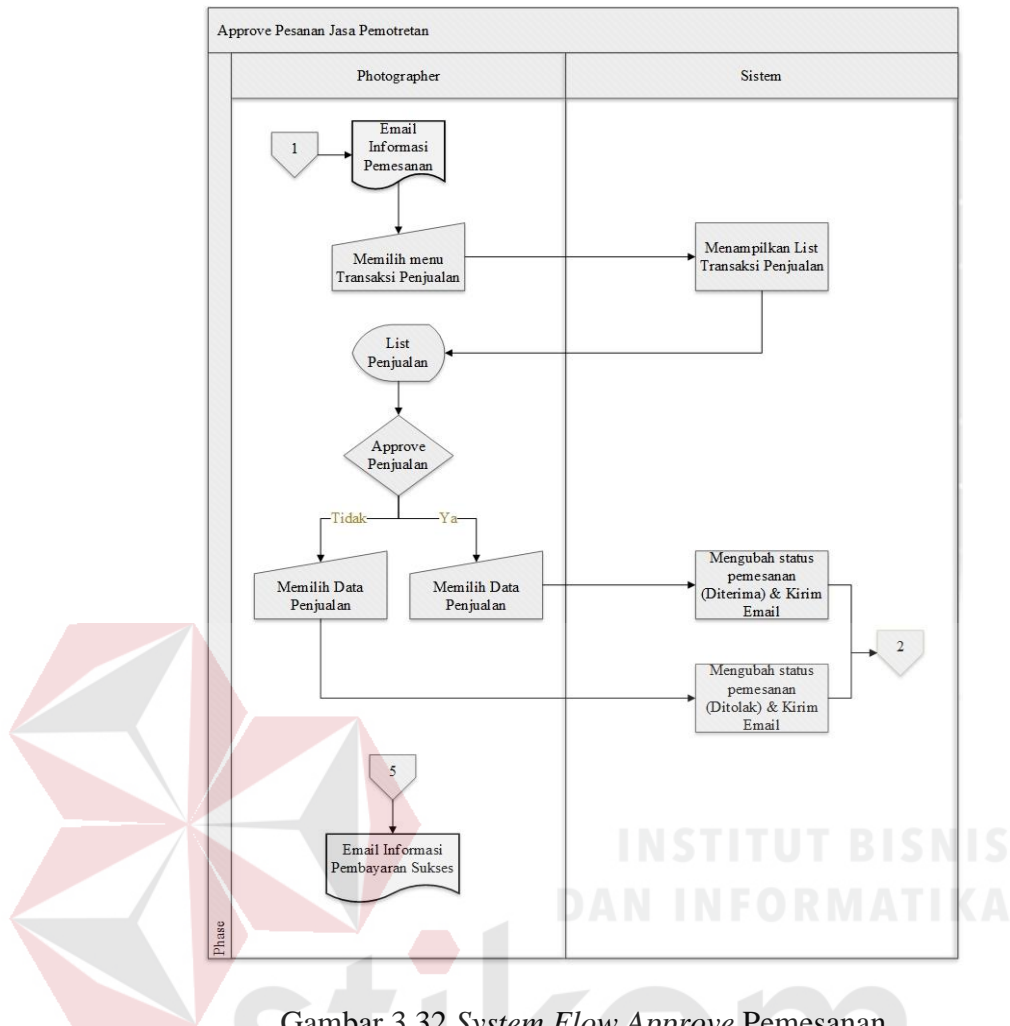 Approve Pesanan Jasa Pemotretan
Photographer
Sistem
1
Email
Informasi
Pemesanan
Memilih menu
Transaksi Penjualan
Menampilkan List
Transaksi Penjualan
List
Penjualan
Approve
Penjualan
Tidak
Ya
Memilih Data
Penjualan
Memilih Data
Penjualan
Mengubah status
pemesanan
(Diterima) & Kirim
Email
2
Mengubah status
pemesanan
(Ditolak) & Kirim
Email
5
Email Informasi
Pembayaran Sukses
Phase
INSTITUT BISNIS
DAN INFORMATIKA
stikom
Gambar 3.32 System Flow Approve Pemesanan